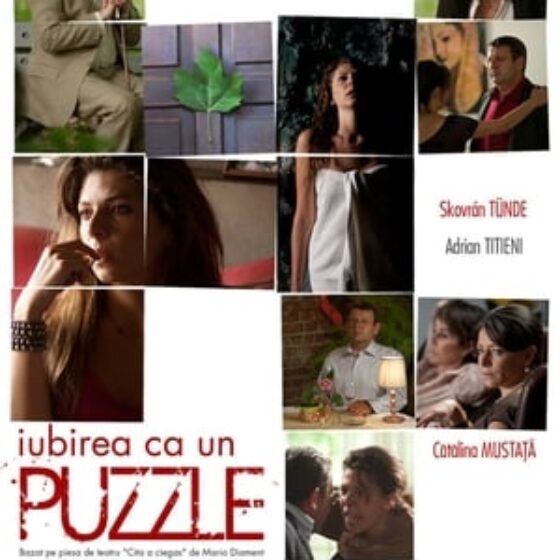 Skovrán TÜNDE
Adrian TITIENI
Catalina MUSTAŢĂ
iubirea ca un
PUZZLE
Bazat pe piesa de teatru "Cita a ciegas" de Mario Diament